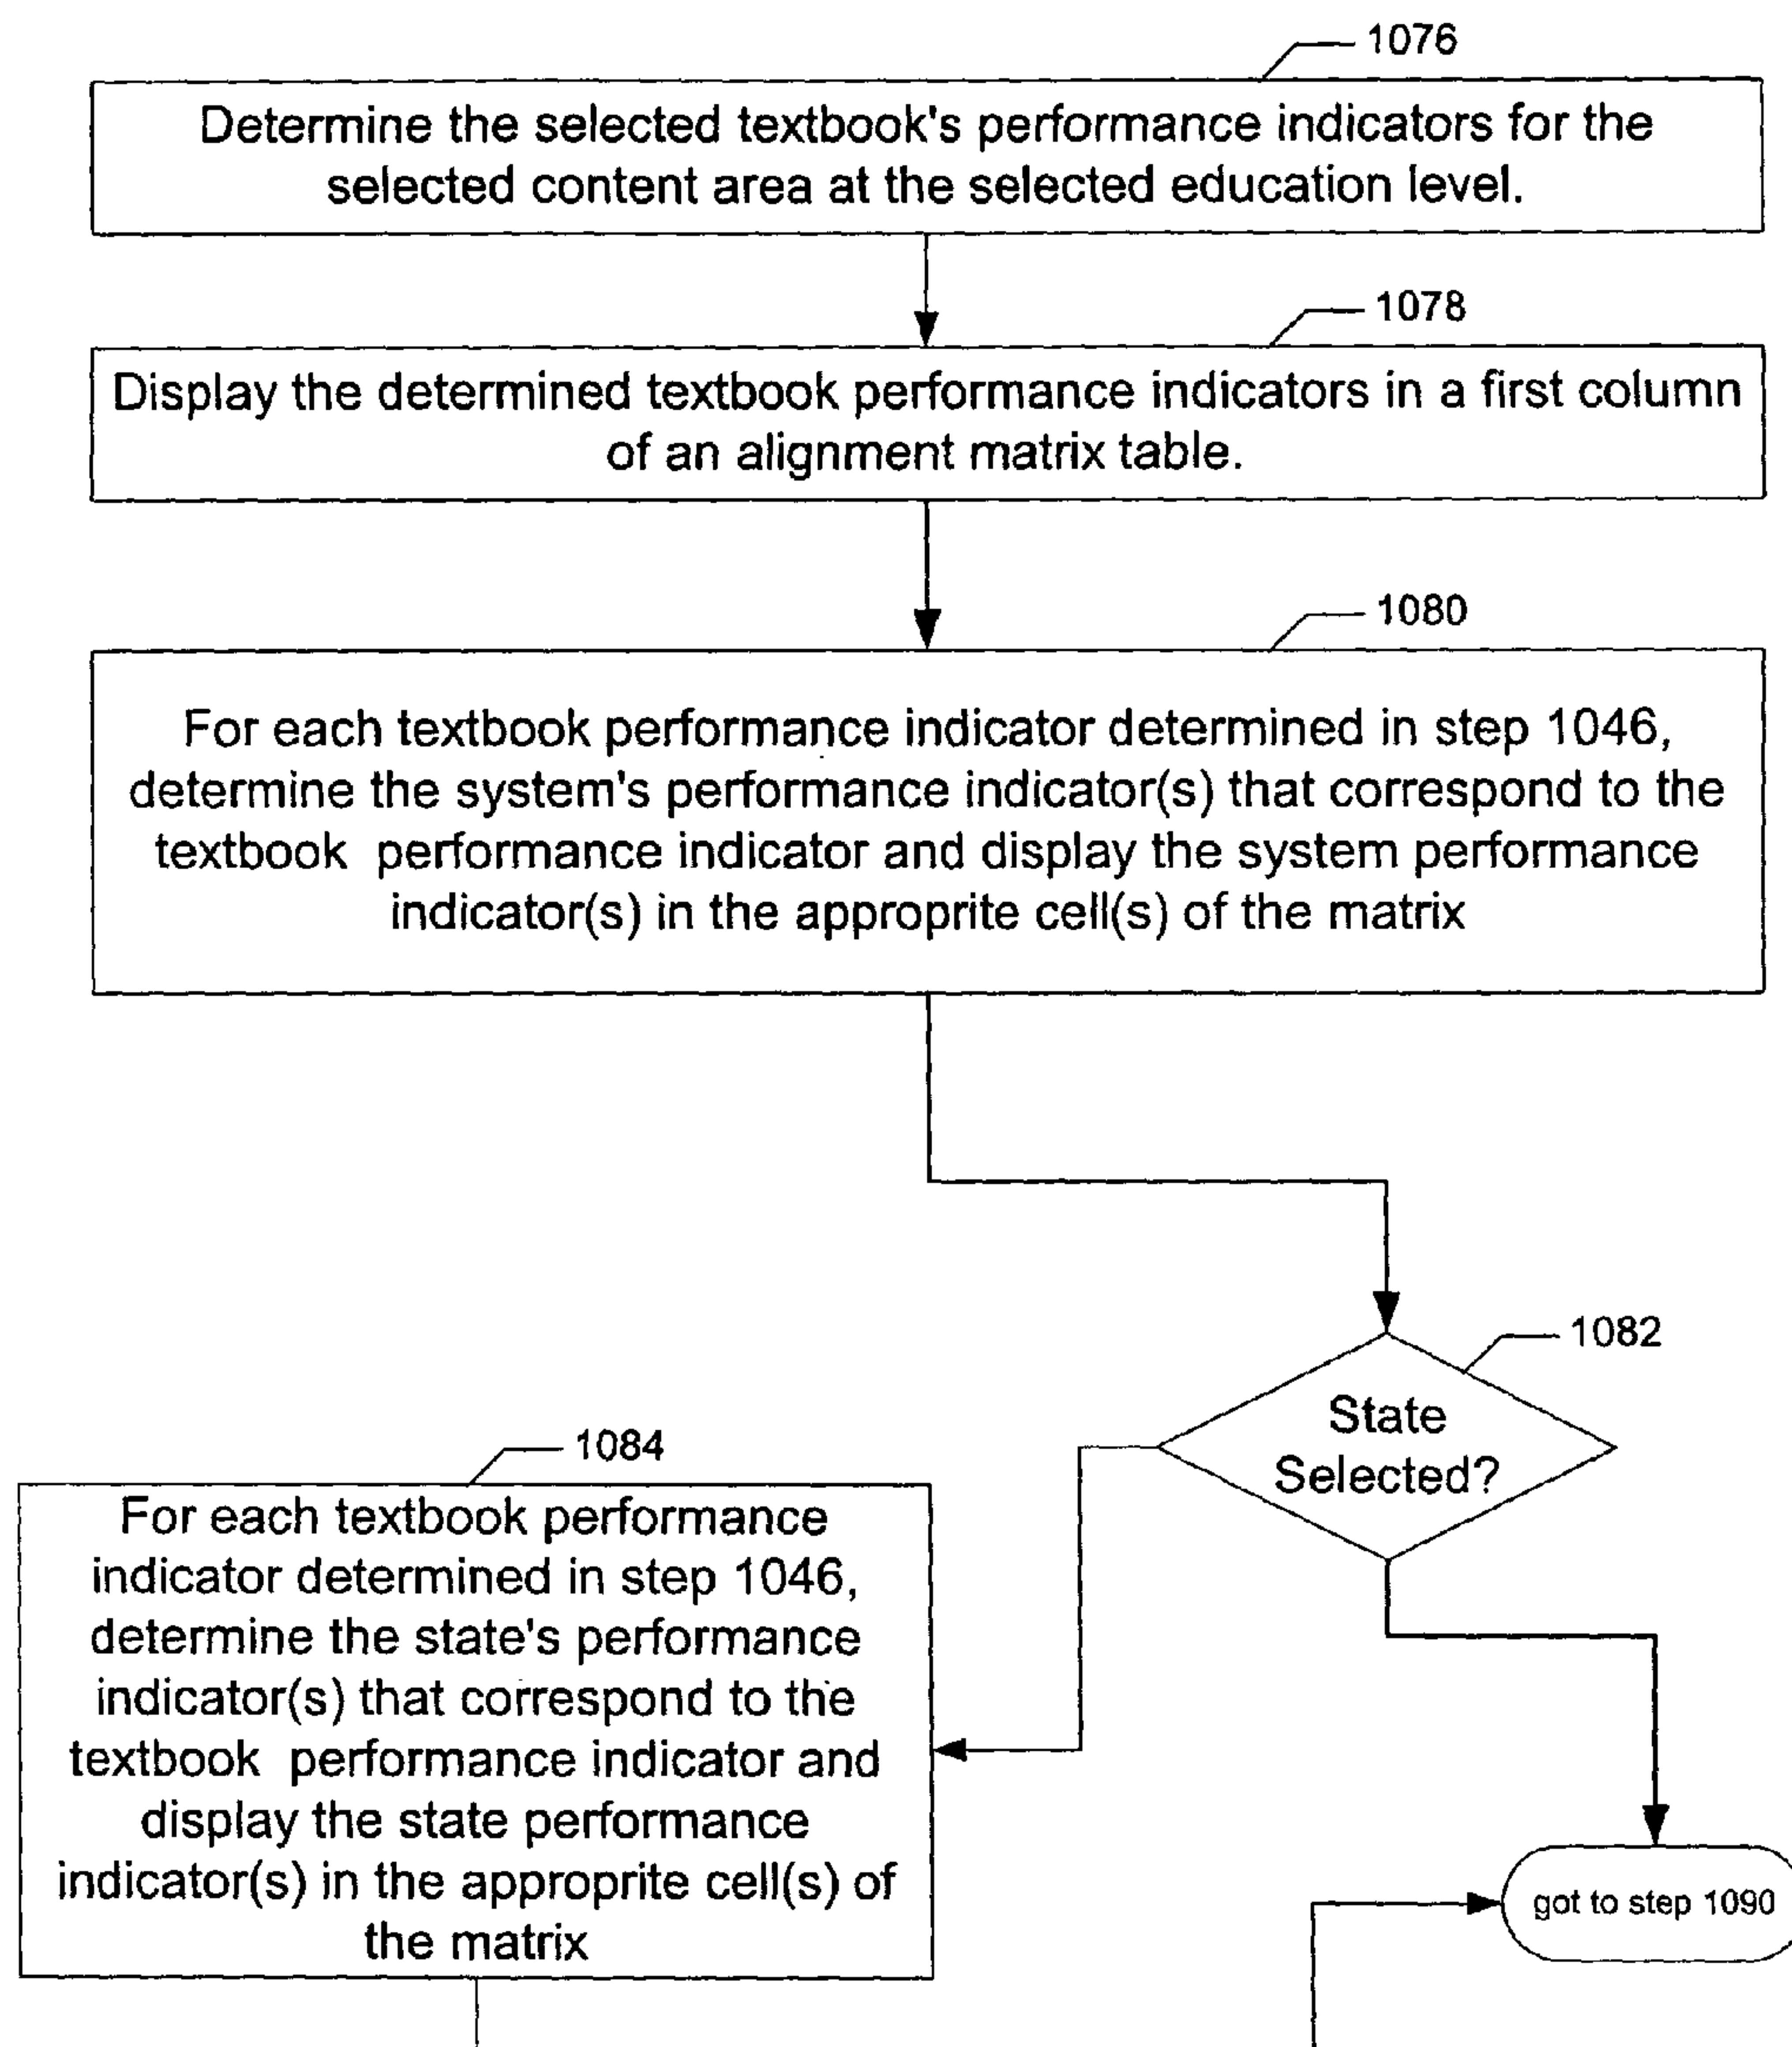 1076
Determine the selected textbook's performance indicators for the
selected content area at the selected education level.
1078
Display the determined textbook performance indicators in a first column
of an alignment matrix table.
1080
For each textbook performance indicator determined in step 1046,
determine the system's performance indicator(s) that correspond to the
textbook performance indicator and display the system performance
indicator(s) in the approprite cell(s) of the matrix
1082
State
Selected?
1084
For each textbook performance
indicator determined in step 1046,
determine the state's performance
indicator(s) that correspond to the
textbook performance indicator and
display the state performance
indicator(s) in the approprite cell(s) of
the matrix
got to step 1090